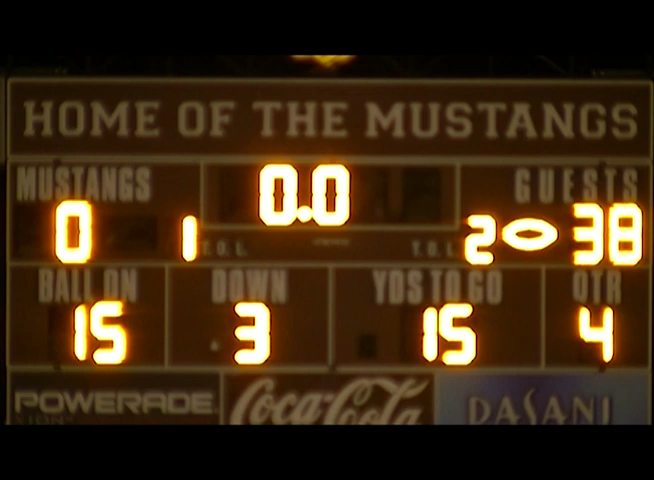 HOME OF THE MUSTANGS
MUSTANGS 0.0 GUESTS
0 1 T.O.L. T.O.L. 2 38
BALL ON DOWN YDS TO GO QTR
15 3 15 4
POWERADE Coca-Cola DASANI